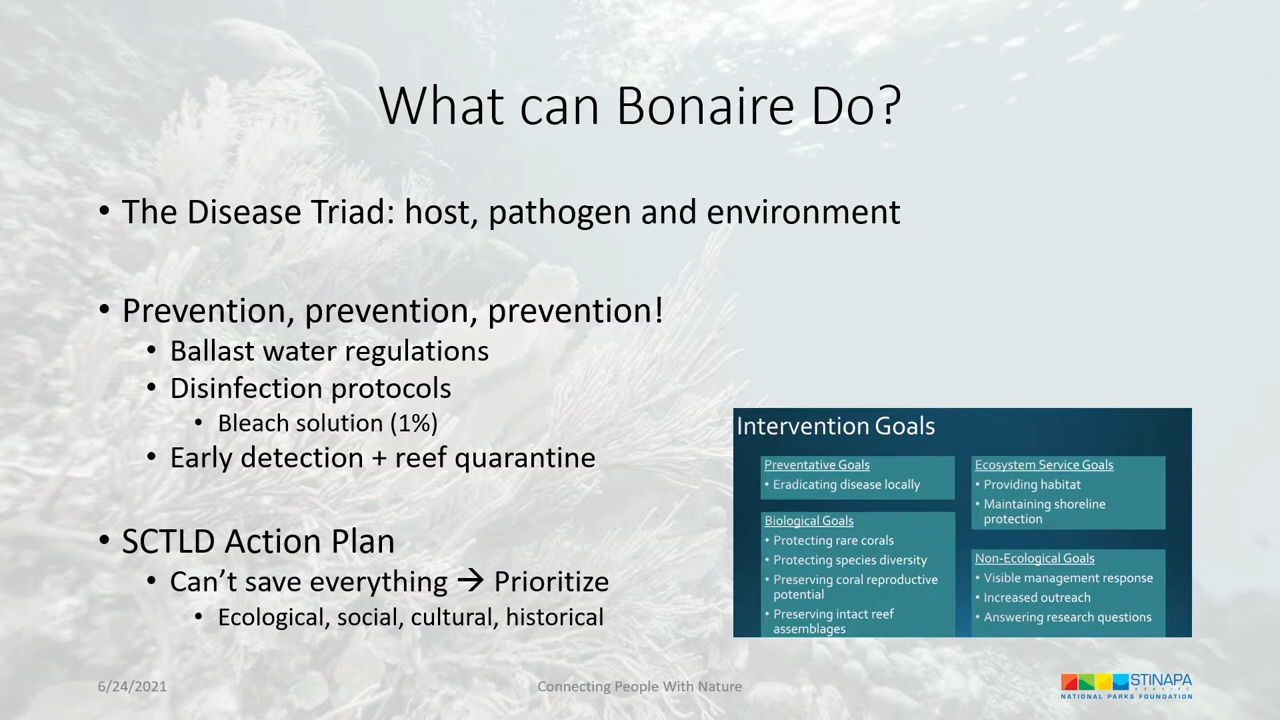 What can Bonaire Do?
• The Disease Triad: host, pathogen and environment
• Prevention, prevention, prevention!
• Ballast water regulations
• Disinfection protocols
• Bleach solution (1%)
• Early detection + reef quarantine
• SCTLD Action Plan
• Can’t save everything → Prioritize
• Ecological, social, cultural, historical
Intervention Goals
Preventative Goals
• Eradicating disease locally
Biological Goals
• Protecting rare corals
• Protecting species diversity
• Preserving coral reproductive
potential
• Preserving intact reef
assemblages
Ecosystem Service Goals
• Providing habitat
• Maintaining shoreline
protection
Non-Ecological Goals
• Visible management response
• Increased outreach
• Answering research questions
6/24/2021
Connecting People With Nature
STINAPA
BONAIRE
NATIONAL PARKS FOUNDATION